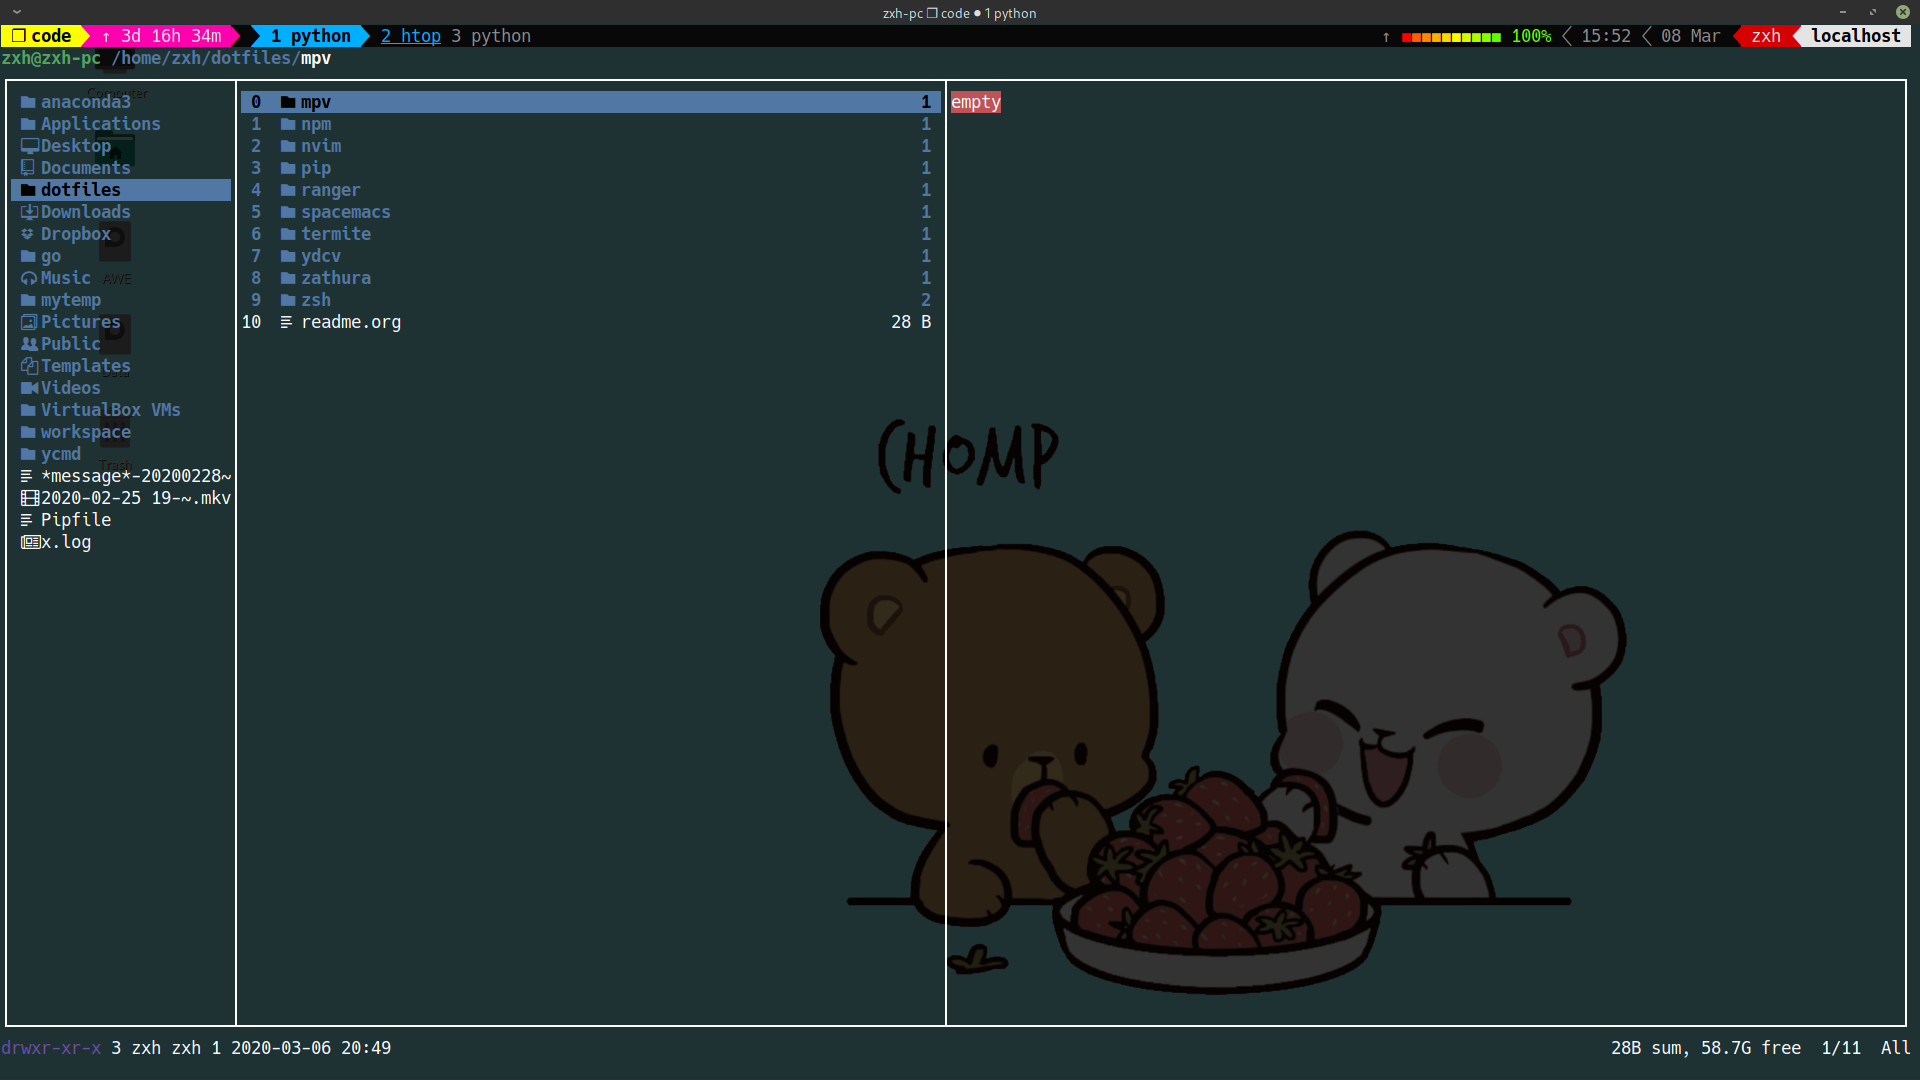 zxh-pc ❐ code ● 1 python
❐ code ↑ 3d 16h 34m 1 python 2 htop 3 python ↑ 100% 15:52 08 Mar zxh localhost
zxh@zxh-pc /home/zxh/dotfiles/mpv
Computer
anaconda3
Applications
Desktop
Documents
dotfiles
Downloads
Dropbox
go
Music
AWE
mytemp
Pictures
Public
Templates
Videos
VirtualBox VMs
workspace
ycmd
Trash
*message*-20200228~
2020-02-25 19-~.mkv
Pipfile
x.log
0 mpv 1
1 npm 1
2 nvim 1
3 pip 1
4 ranger 1
5 spacemacs 1
6 termite 1
7 ydcv 1
8 zathura 1
9 zsh 2
10 readme.org 28 B
empty
CHOMP
drwxr-xr-x 3 zxh zxh 1 2020-03-06 20:49 28B sum, 58.7G free 1/11 All